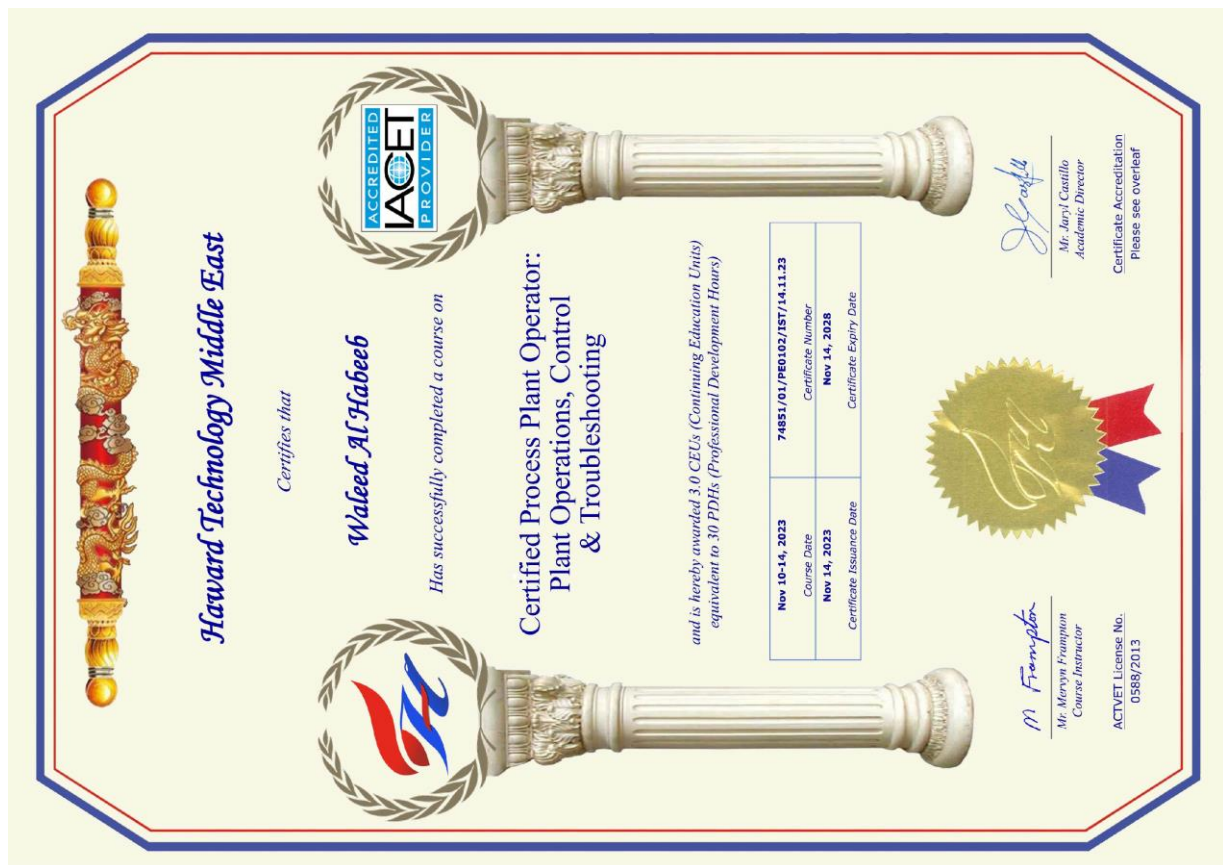 Haward Technology Middle East
Certifies that
ACCREDITED
IACET
PROVIDER
Waleed Al Habeeb
Has successfully completed a course on
Certified Process Plant Operator:
Plant Operations, Control
& Troubleshooting
and is hereby awarded 3.0 CEUs (Continuing Education Units)
equivalent to 30 PDHs (Professional Development Hours)
Nov 10-14, 2023
Course Date
74851/01/PE0102/IST/14.11.23
Certificate Number
Nov 14, 2023
Certificate Issuance Date
Nov 14, 2028
Certificate Expiry Date
M Frampton
Mr. Mervyn Frampton
Course Instructor
ACTVET License No.
0588/2013
Mr. Jaryl Castillo
Academic Director
Certificate Accreditation
Please see overleaf